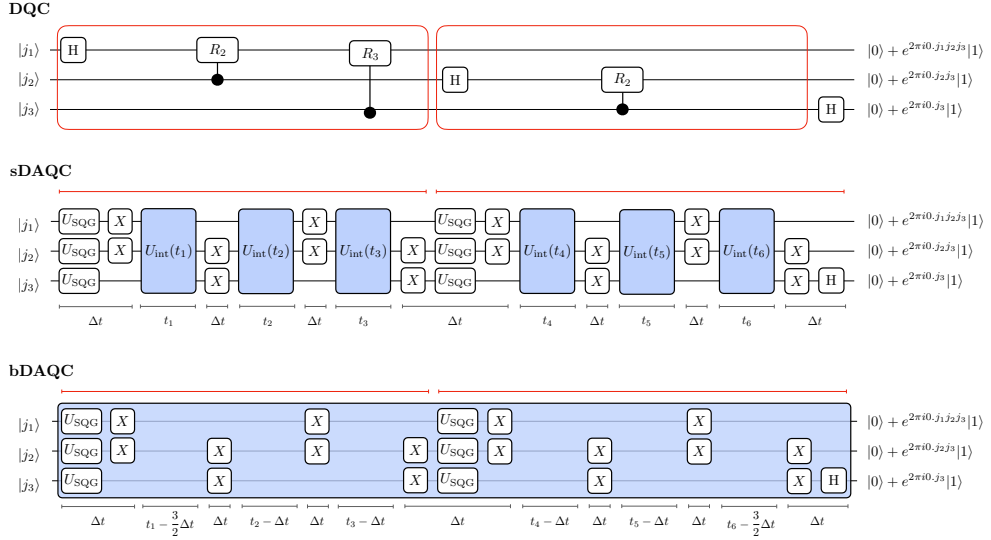 DQC
|j₁⟩ H R₂ R₃ |0⟩ + e^{2πi0.j₁j₂j₃}|1⟩
|j₂⟩ H R₂ |0⟩ + e^{2πi0.j₂j₃}|1⟩
|j₃⟩ H |0⟩ + e^{2πi0.j₃}|1⟩
sDAQC
|j₁⟩ U_SQG X X U_SQG X X |0⟩ + e^{2πi0.j₁j₂j₃}|1⟩
|j₂⟩ U_SQG X U_int(t₁) X U_int(t₂) X U_int(t₃) X U_SQG X U_int(t₄) X U_int(t₅) X U_int(t₆) X |0⟩ + e^{2πi0.j₂j₃}|1⟩
|j₃⟩ U_SQG X X U_SQG X X H |0⟩ + e^{2πi0.j₃}|1⟩
Δt t₁ Δt t₂ Δt t₃ Δt t₄ Δt t₅ Δt t₆ Δt
bDAQC
|j₁⟩ U_SQG X X U_SQG X X |0⟩ + e^{2πi0.j₁j₂j₃}|1⟩
|j₂⟩ U_SQG X X X X U_SQG X X X X |0⟩ + e^{2πi0.j₂j₃}|1⟩
|j₃⟩ U_SQG X X U_SQG X X H |0⟩ + e^{2πi0.j₃}|1⟩
Δt t₁ − 3/2Δt Δt t₂ − Δt Δt t₃ − Δt Δt t₄ − Δt Δt t₅ − Δt Δt t₆ − 3/2Δt Δt